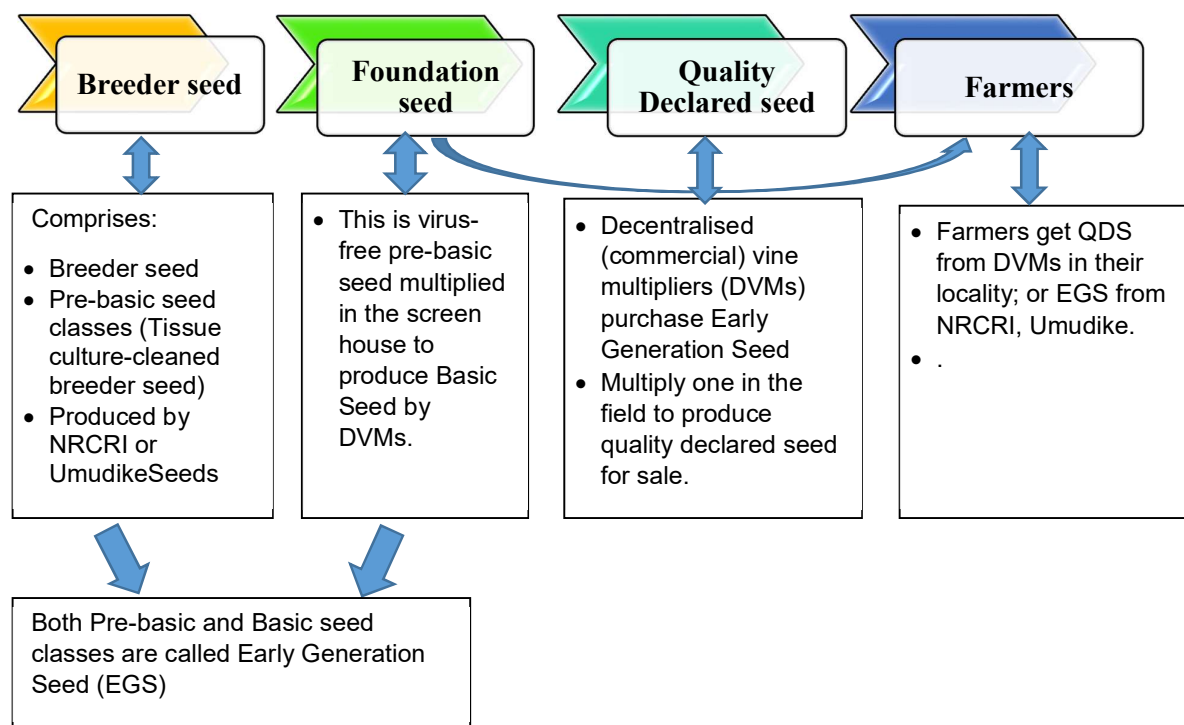 Breeder seed
Foundation
seed
Quality
Declared seed
Farmers
Comprises:
• Breeder seed
• Pre-basic seed
classes (Tissue
culture-cleaned
breeder seed)
• Produced by
NRCRI or
UmudikeSeeds
• This is virus-
free pre-basic
seed multiplied
in the screen
house to
produce Basic
Seed by
DVMs.
• Decentralised
(commercial) vine
multipliers (DVMs)
purchase Early
Generation Seed
• Multiply one in the
field to produce
quality declared seed
for sale.
• Farmers get QDS
from DVMs in their
locality; or EGS from
NRCRI, Umudike.
• .
Both Pre-basic and Basic seed
classes are called Early Generation
Seed (EGS)